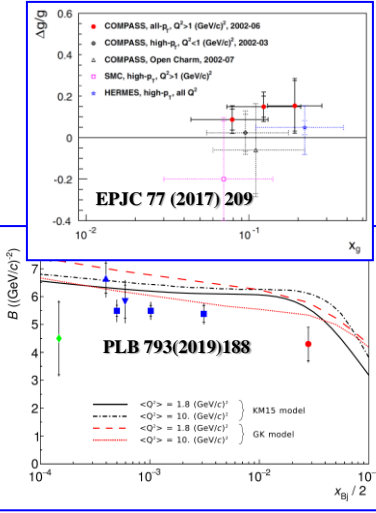 Δg/g
0.6
0.4
0.2
0
-0.2
-0.4
COMPASS, all-pT, Q²>1 (GeV/c)², 2002-06
COMPASS, high-pT, Q²<1 (GeV/c)², 2002-03
COMPASS, Open Charm, 2002-07
SMC, high-pT, Q²>1 (GeV/c)²
HERMES, high-pT, all Q²
EPJC 77 (2017) 209
10⁻²
10⁻¹
xg
B ((GeV/c)⁻²)
7
6
5
4
3
2
1
0
PLB 793(2019)188
<Q²> = 1.8 (GeV/c)²
<Q²> = 10. (GeV/c)²
KM15 model
<Q²> = 1.8 (GeV/c)²
<Q²> = 10. (GeV/c)²
GK model
10⁻⁴
10⁻³
10⁻²
xBj / 2